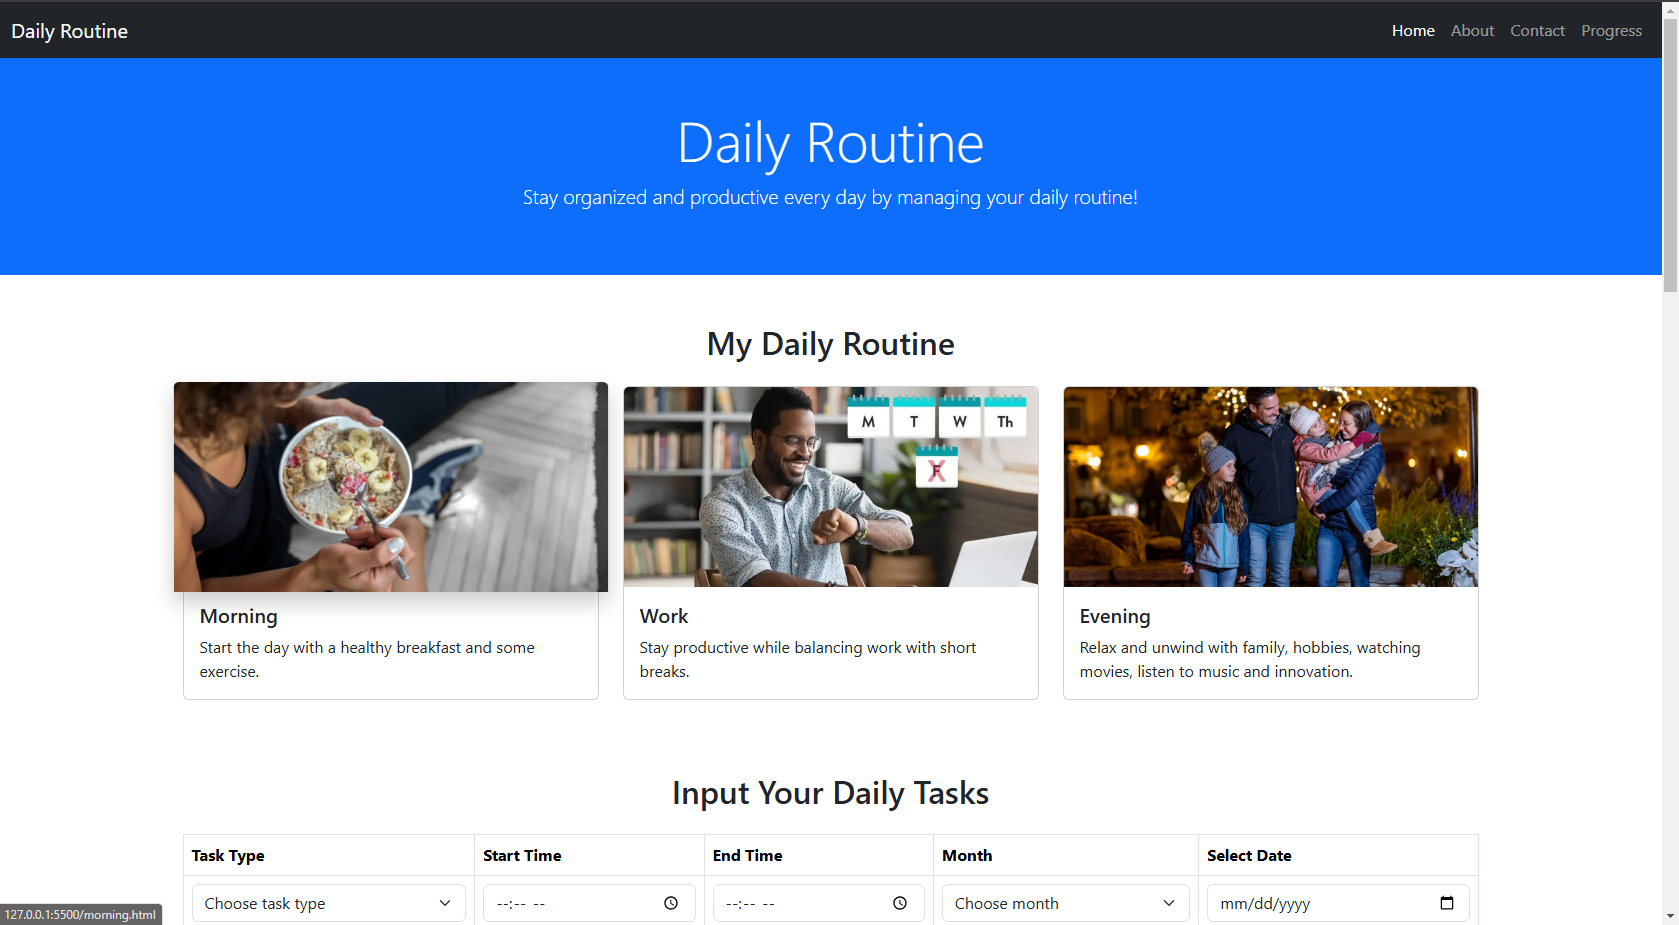 Daily Routine
Home About Contact Progress
Daily Routine
Stay organized and productive every day by managing your daily routine!
My Daily Routine
M T W Th
F
Morning
Start the day with a healthy breakfast and some
exercise.
Work
Stay productive while balancing work with short
breaks.
Evening
Relax and unwind with family, hobbies, watching
movies, listen to music and innovation.
Input Your Daily Tasks
Task Type Start Time End Time Month Select Date
Choose task type --:-- -- --:-- -- Choose month mm/dd/yyyy
127.0.0.1:5500/morning.html